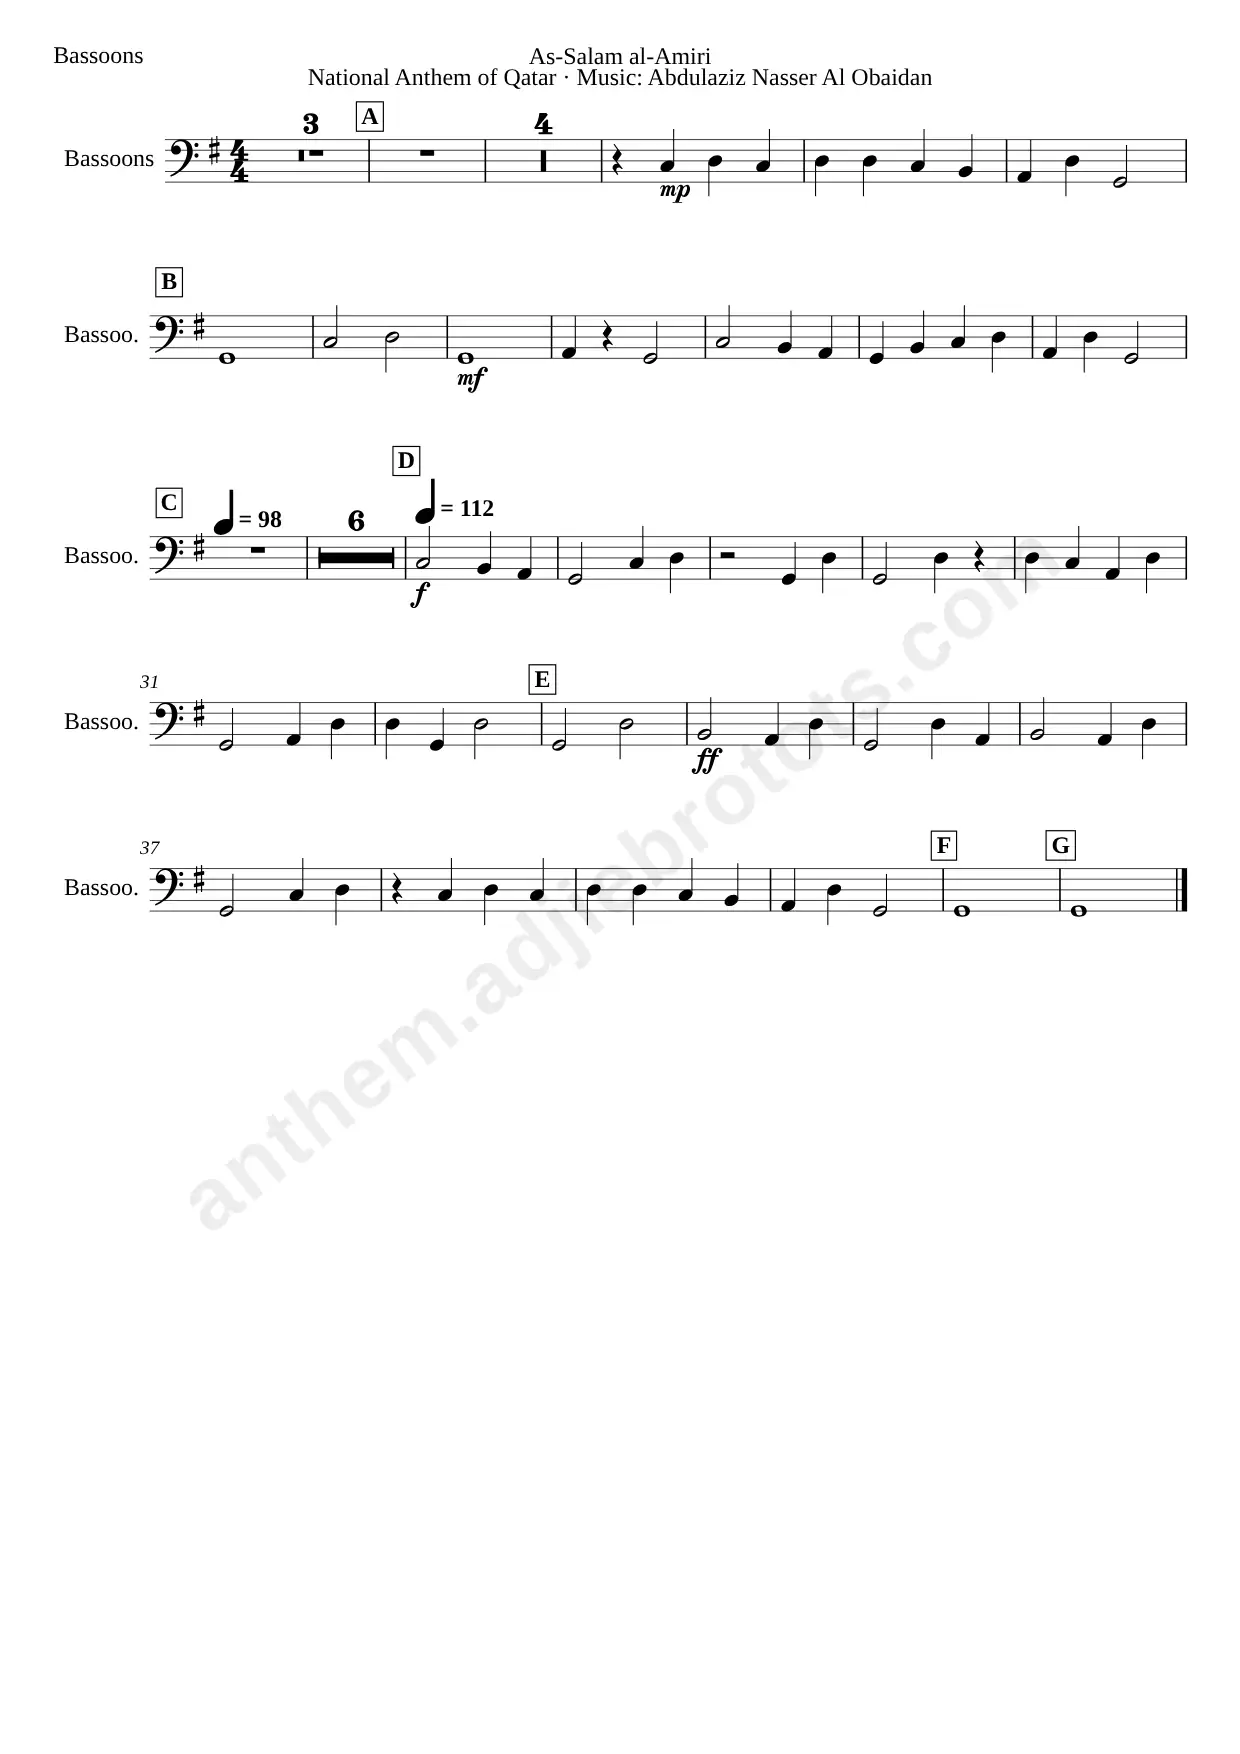 Bassoons
As-Salam al-Amiri
National Anthem of Qatar · Music: Abdulaziz Nasser Al Obaidan
3 A 4
Bassoons
mp
B
Bassoo.
mf
D
C = 98 6 = 112
Bassoo.
f
31 E
Bassoo.
ff
37 F G
Bassoo.
anthem.adjiebrotots.com